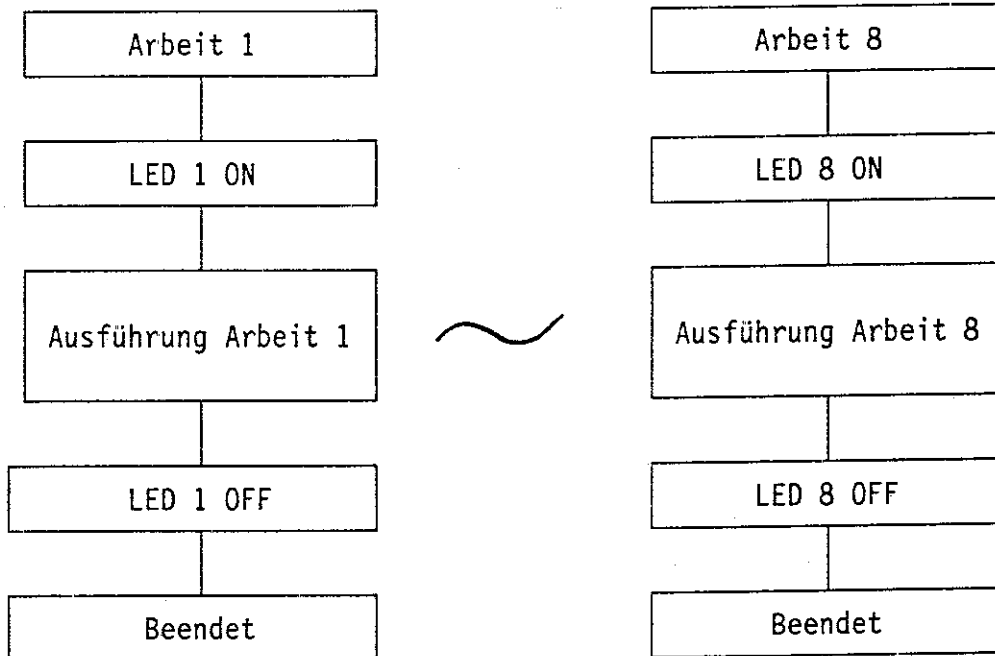 Arbeit 1
LED 1 ON
Ausführung Arbeit 1
LED 1 OFF
Beendet
Arbeit 8
LED 8 ON
Ausführung Arbeit 8
LED 8 OFF
Beendet